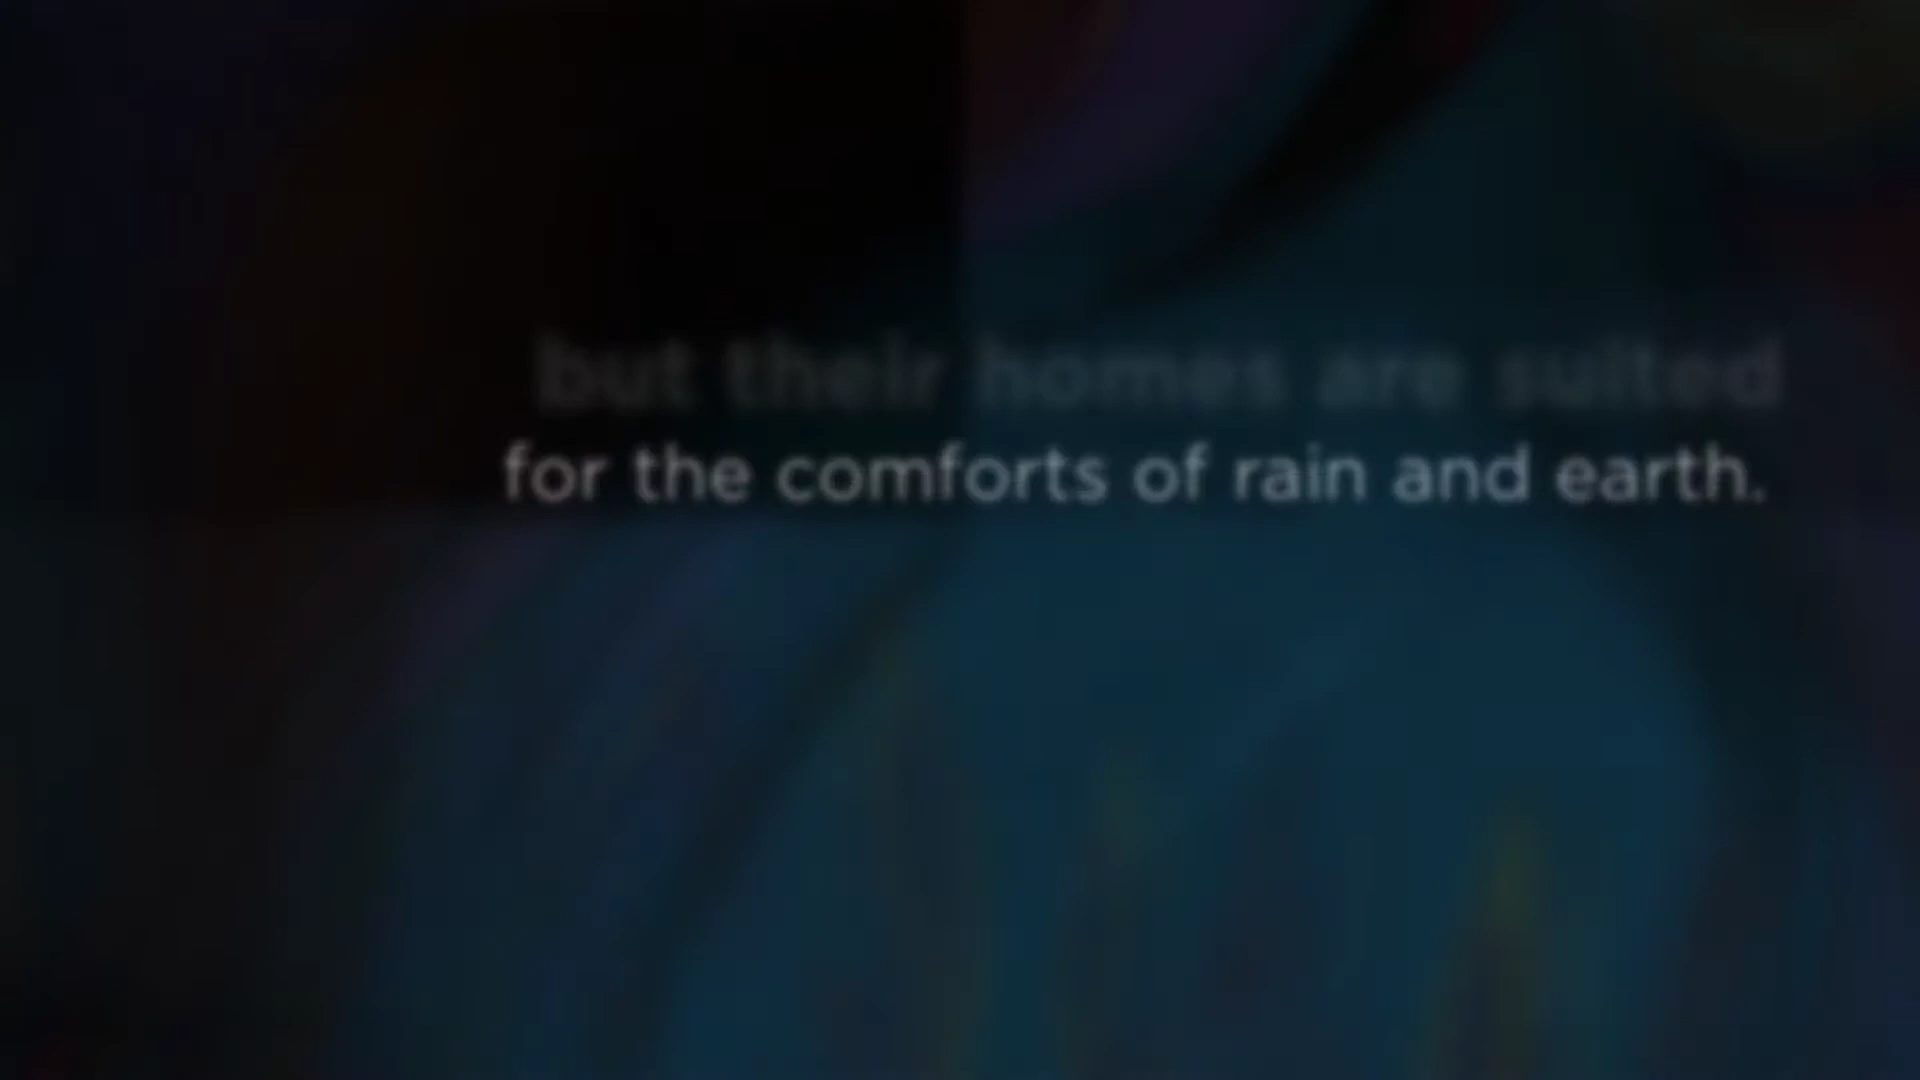 but their homes are suited
for the comforts of rain and earth.